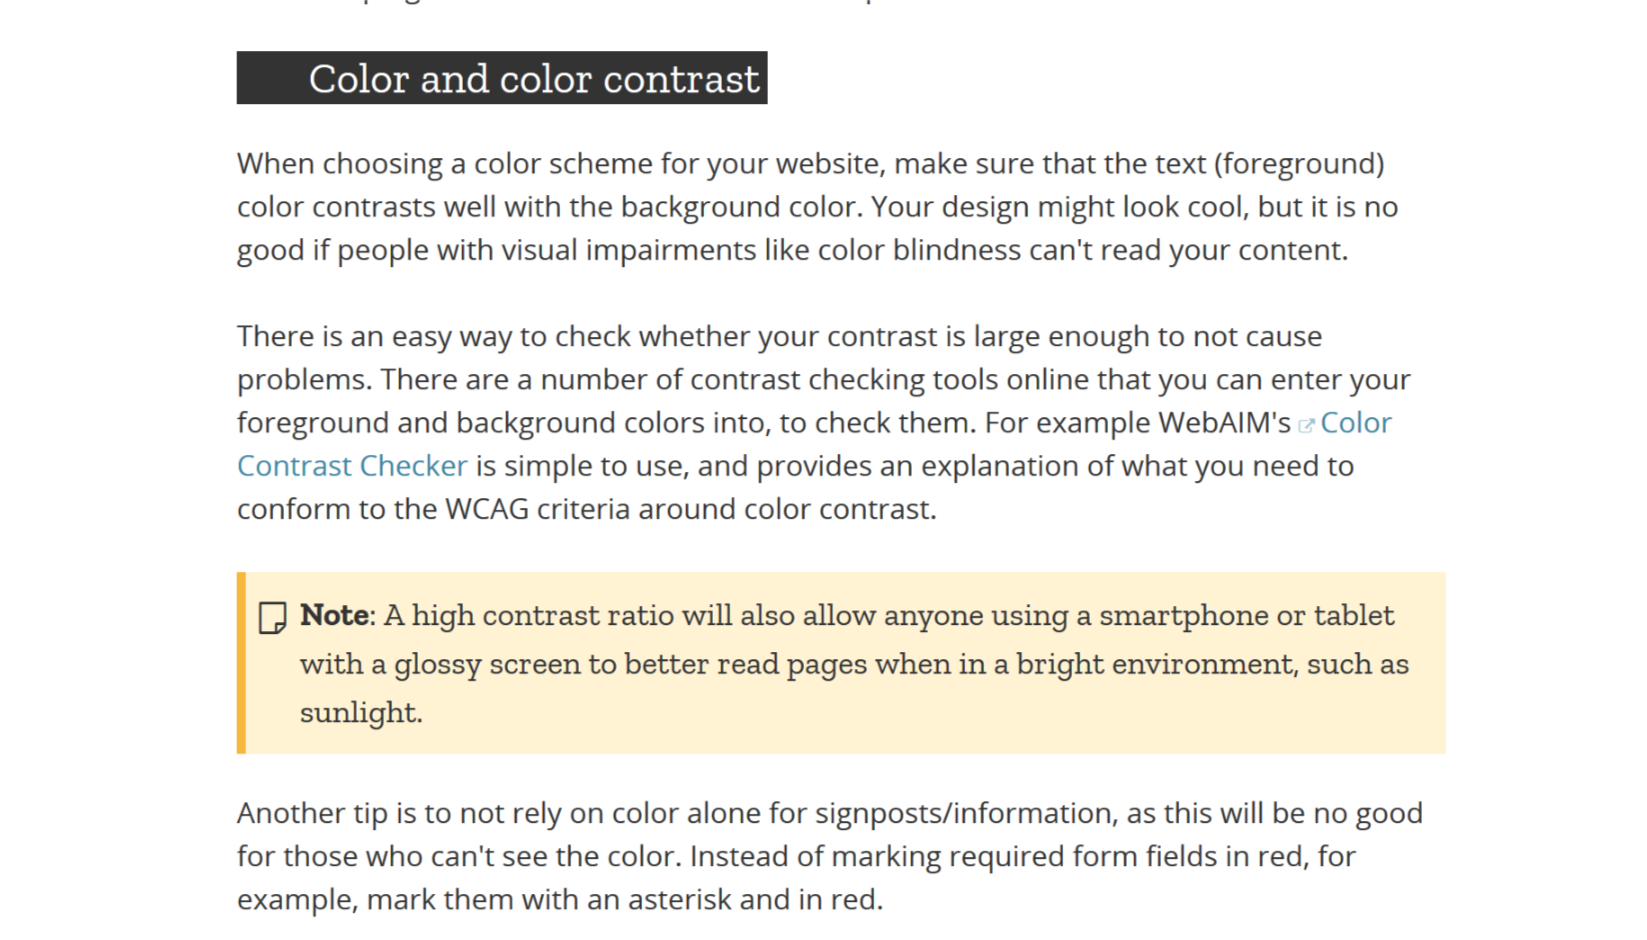 Color and color contrast
When choosing a color scheme for your website, make sure that the text (foreground)
color contrasts well with the background color. Your design might look cool, but it is no
good if people with visual impairments like color blindness can't read your content.
There is an easy way to check whether your contrast is large enough to not cause
problems. There are a number of contrast checking tools online that you can enter your
foreground and background colors into, to check them. For example WebAIM's Color
Contrast Checker is simple to use, and provides an explanation of what you need to
conform to the WCAG criteria around color contrast.
Note: A high contrast ratio will also allow anyone using a smartphone or tablet
with a glossy screen to better read pages when in a bright environment, such as
sunlight.
Another tip is to not rely on color alone for signposts/information, as this will be no good
for those who can't see the color. Instead of marking required form fields in red, for
example, mark them with an asterisk and in red.